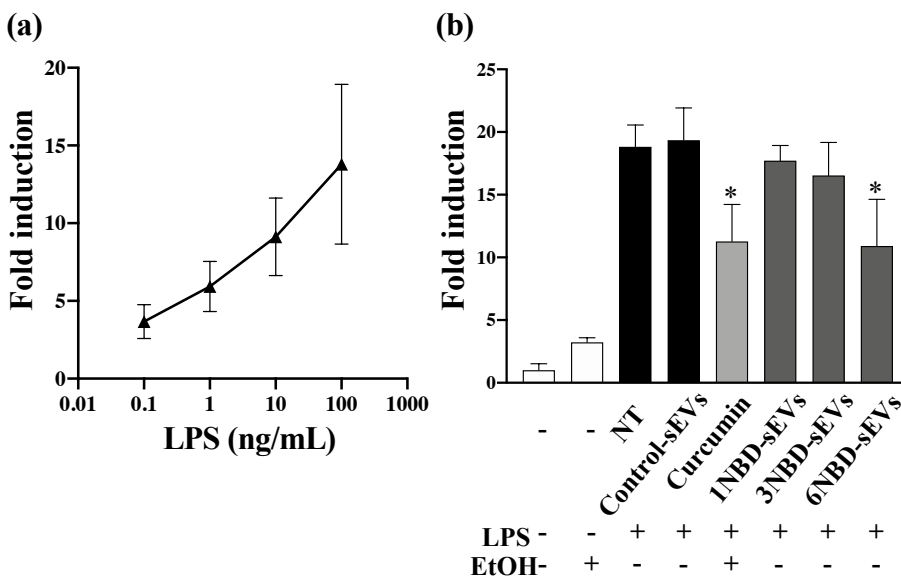 (a)
20
15
10
5
0
Fold induction
0.01 0.1 1 10 100 1000
LPS (ng/mL)
(b)
25
20
15
10
5
0
Fold induction
*
*
- - NT Control-sEVs Curcumin 1NBD-sEVs 3NBD-sEVs 6NBD-sEVs
LPS - - + + + + + +
EtOH - + - - + - - -